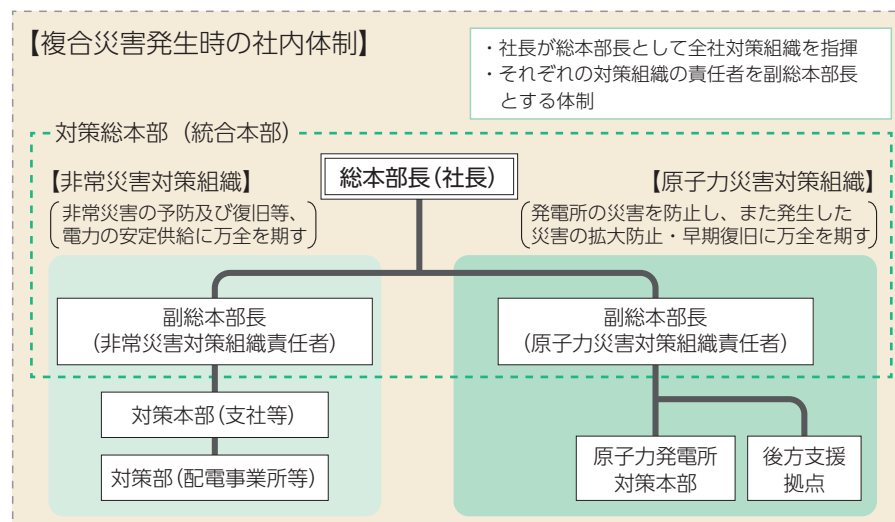 【複合災害発生時の社内体制】
・社長が総本部長として全社対策組織を指揮
・それぞれの対策組織の責任者を副総本部長
とする体制
対策総本部（統合本部）
総本部長（社長）
【非常災害対策組織】
非常災害の予防及び復旧等、
電力の安定供給に万全を期す
【原子力災害対策組織】
発電所の災害を防止し、また発生した
災害の拡大防止・早期復旧に万全を期す
副総本部長
（非常災害対策組織責任者）
対策本部（支社等）
対策部（配電事業所等）
副総本部長
（原子力災害対策組織責任者）
原子力発電所
対策本部
後方支援
拠点